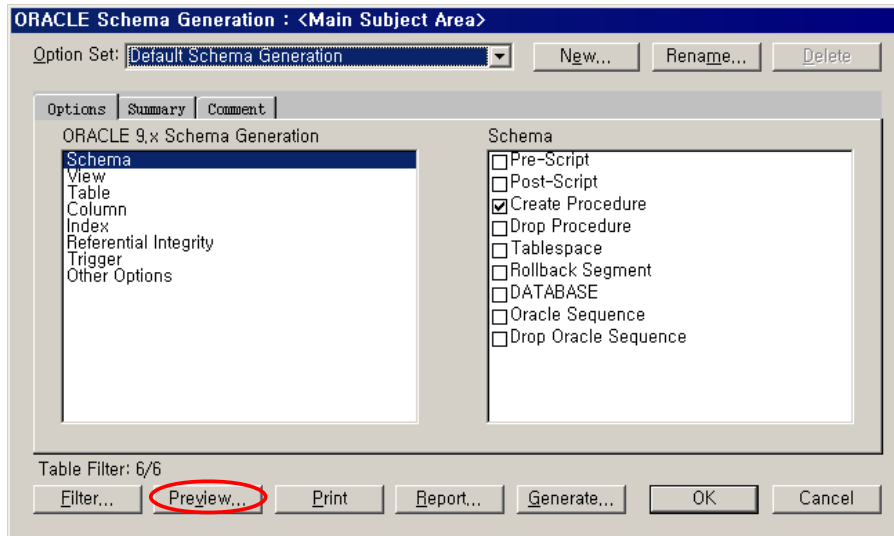 ORACLE Schema Generation : <Main Subject Area>
Option Set: Default Schema Generation New,,, Rename,,, Delete
Options Summary Comment
ORACLE 9,x Schema Generation
Schema
View
Table
Column
Index
Referential Integrity
Trigger
Other Options
Schema
Pre-Script
Post-Script
Create Procedure
Drop Procedure
Tablespace
Rollback Segment
DATABASE
Oracle Sequence
Drop Oracle Sequence
Table Filter: 6/6
Filter,,, Preview,,, Print Report,,, Generate,,, OK Cancel